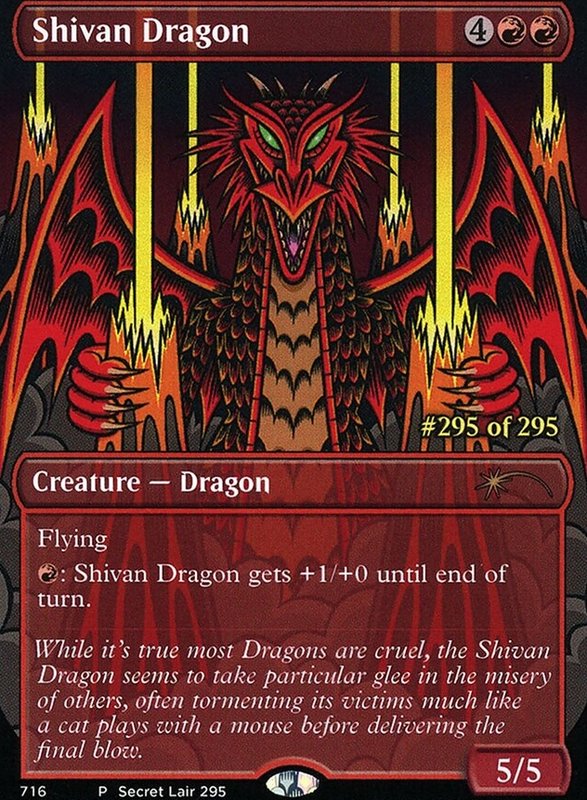 Shivan Dragon 4
#295 of 295
Creature — Dragon
Flying
: Shivan Dragon gets +1/+0 until end of
turn.
While it's true most Dragons are cruel, the Shivan
Dragon seems to take particular glee in the misery
of others, often tormenting its victims much like
a cat plays with a mouse before delivering the
final blow.
5/5
716 P Secret Lair 295